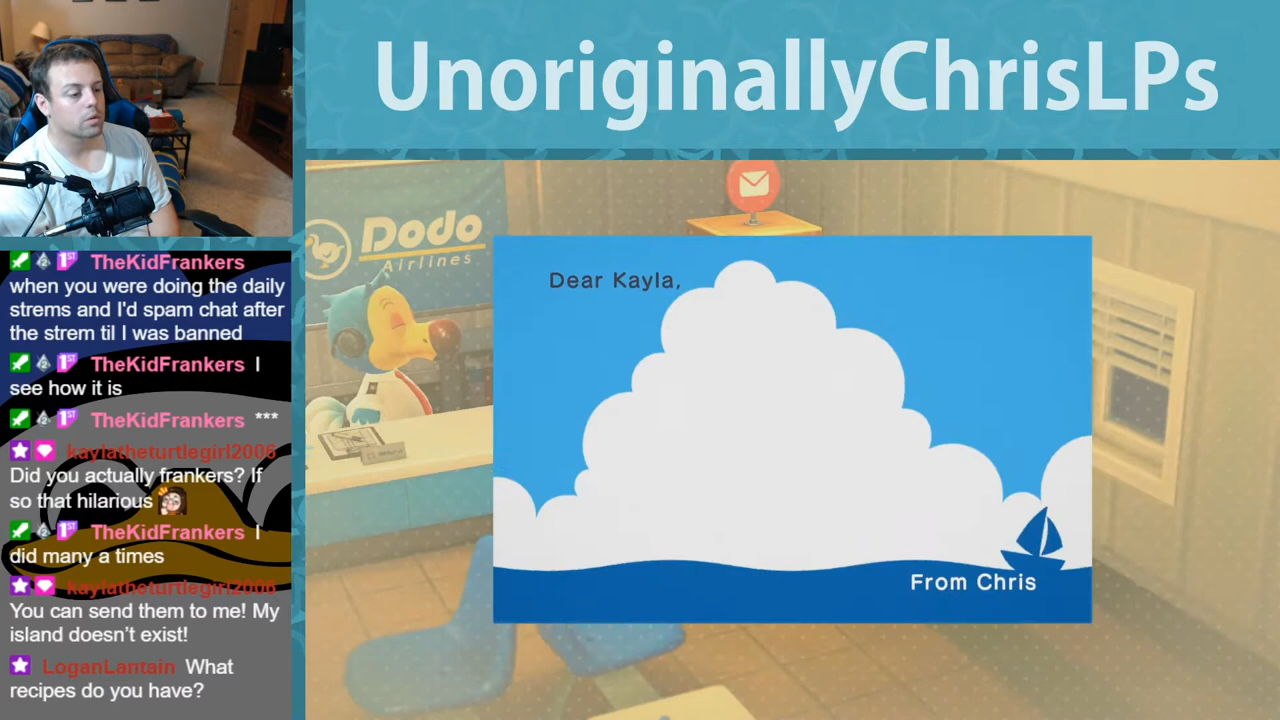 UnoriginallyChrisLPs
Dodo
Airlines
Dear Kayla,
From Chris
TheKidFrankers
when you were doing the daily
strems and I'd spam chat after
the strem til I was banned
TheKidFrankers I
see how it is
TheKidFrankers ***
kaylatheturtlegirl2006
Did you actually frankers? If
so that hilarious
TheKidFrankers I
did many a times
kaylatheturtlegirl2006
You can send them to me! My
island doesn't exist!
LoganLantain What
recipes do you have?